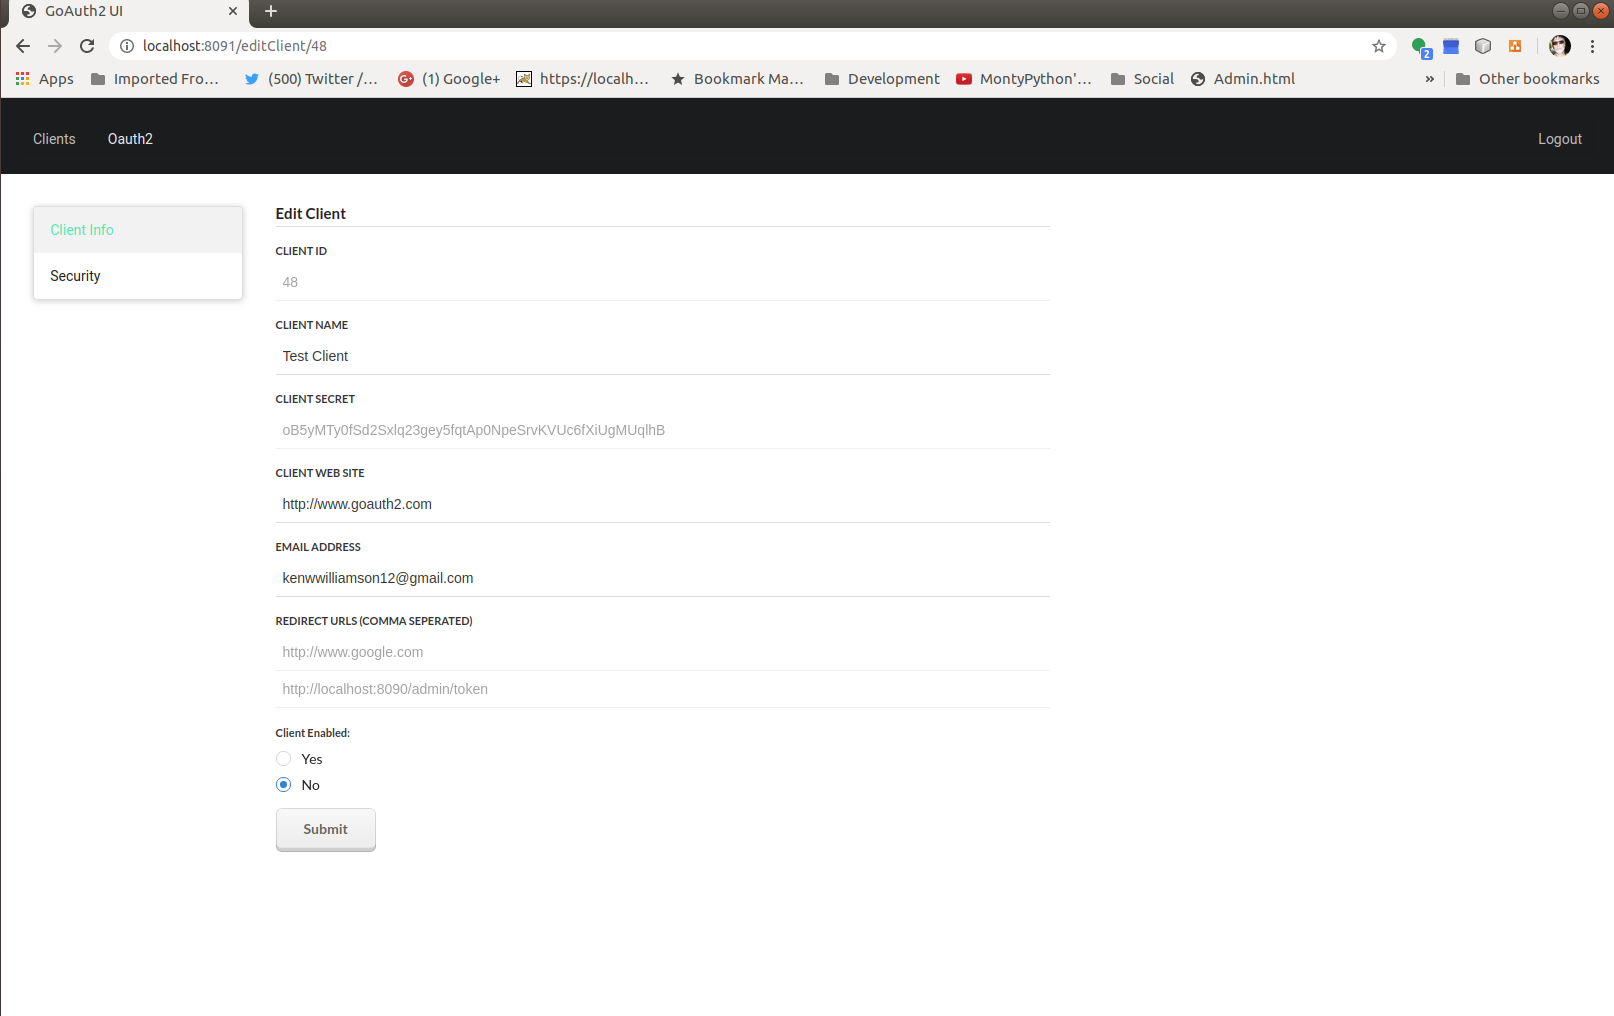 GoAuth2 UI
localhost:8091/editClient/48
2
Apps Imported Fro… (500) Twitter /… (1) Google+ https://localh… Bookmark Ma… Development MontyPython'… Social Admin.html » Other bookmarks
Clients Oauth2 Logout
Client Info
Security
Edit Client
CLIENT ID
48
CLIENT NAME
Test Client
CLIENT SECRET
oB5yMTy0fSd2Sxlq23gey5fqtAp0NpeSrvKVUc6fXiUgMUqlhB
CLIENT WEB SITE
http://www.goauth2.com
EMAIL ADDRESS
kenwwilliamson12@gmail.com
REDIRECT URLS (COMMA SEPERATED)
http://www.google.com
http://localhost:8090/admin/token
Client Enabled:
Yes
No
Submit